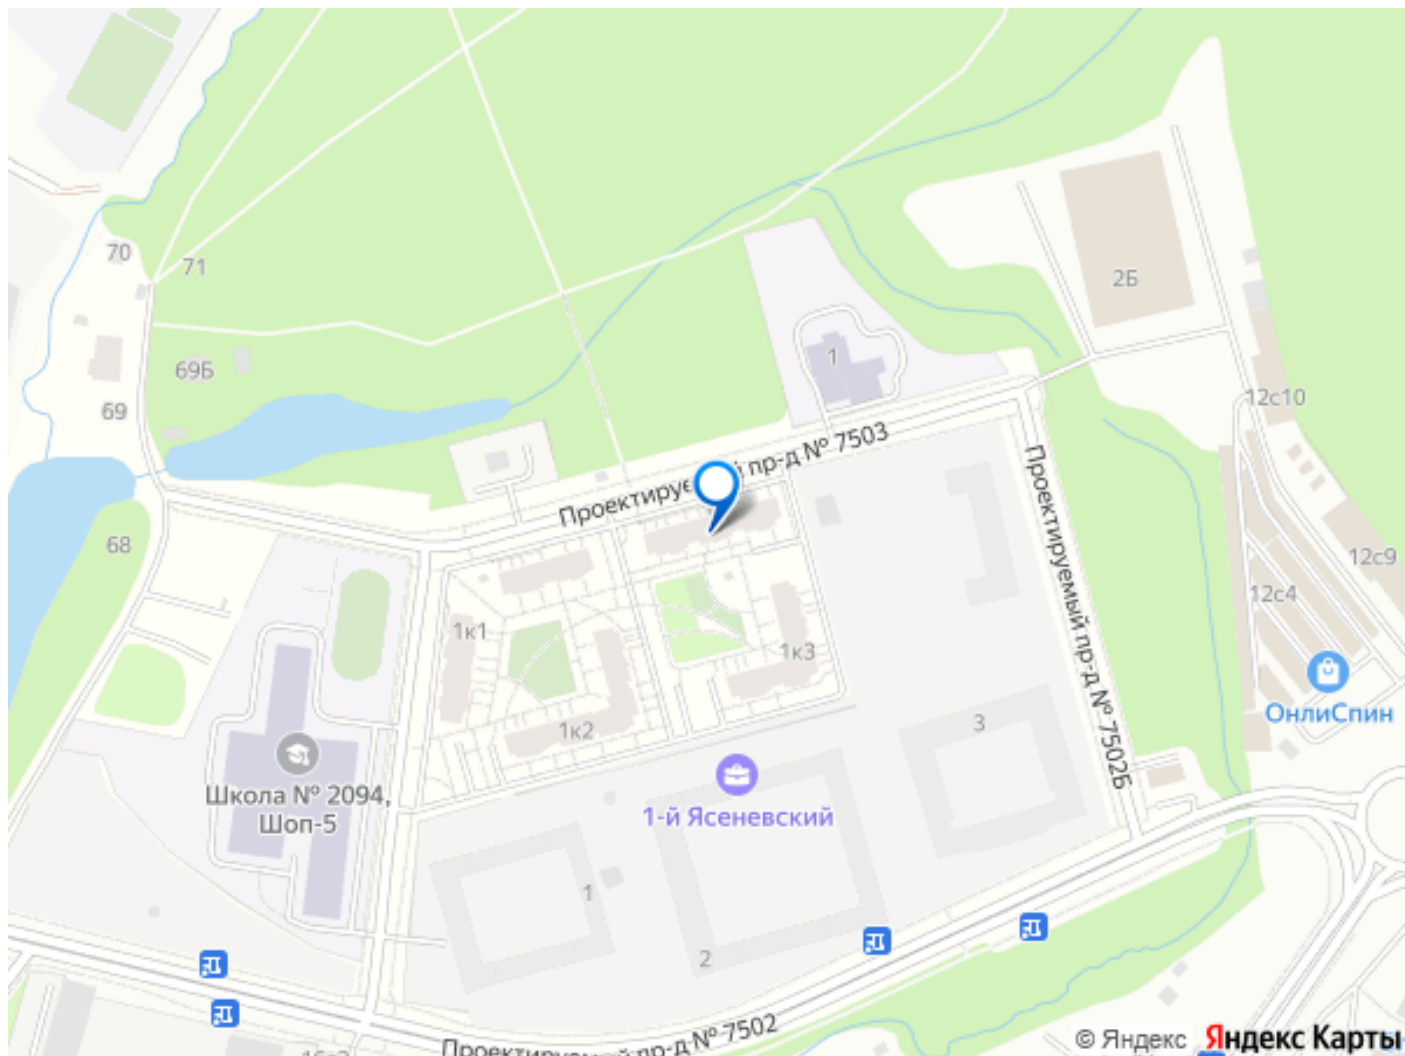 70
71
2Б
1
69Б
69
12с10
Проектируемый пр-д № 7503
Проектируемый пр-д № 7502Б
68
12с9
12с4
1к1
1к3
ОнлиСпин
1к2
3
Школа № 2094,
Шоп-5
1-й Ясеневский
1
2
Проектируемый пр-д № 7502
© Яндекс Яндекс Карты